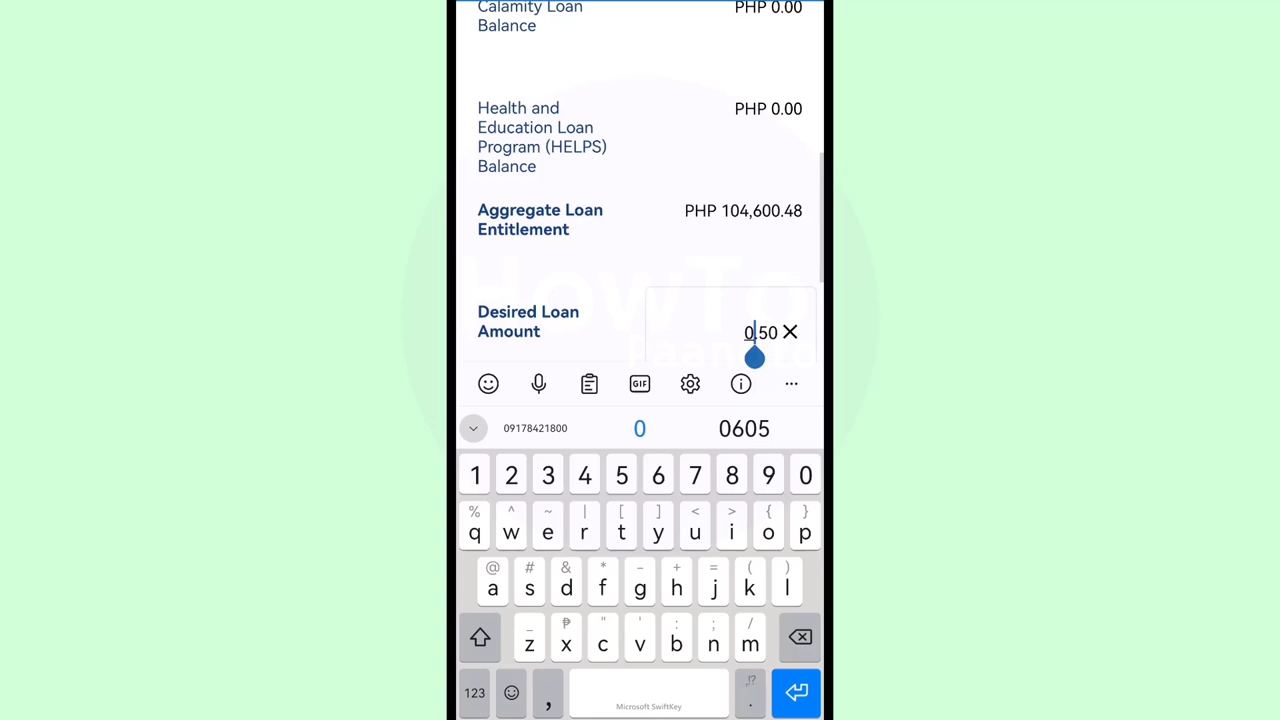 Calamity Loan PHP 0.00
Balance
Health and PHP 0.00
Education Loan
Program (HELPS)
Balance
Aggregate Loan PHP 104,600.48
Entitlement
HowTo
Desired Loan
Amount 0.50
GIF
09178421800 0 0605
1 2 3 4 5 6 7 8 9 0
% ^ ~ | [ ] < > { }
q w e r t y u i o p
@ # & * - + = ( )
a s d f g h j k l
_ ₱ " ' : ; /
z x c v b n m
123 , .
Microsoft SwiftKey